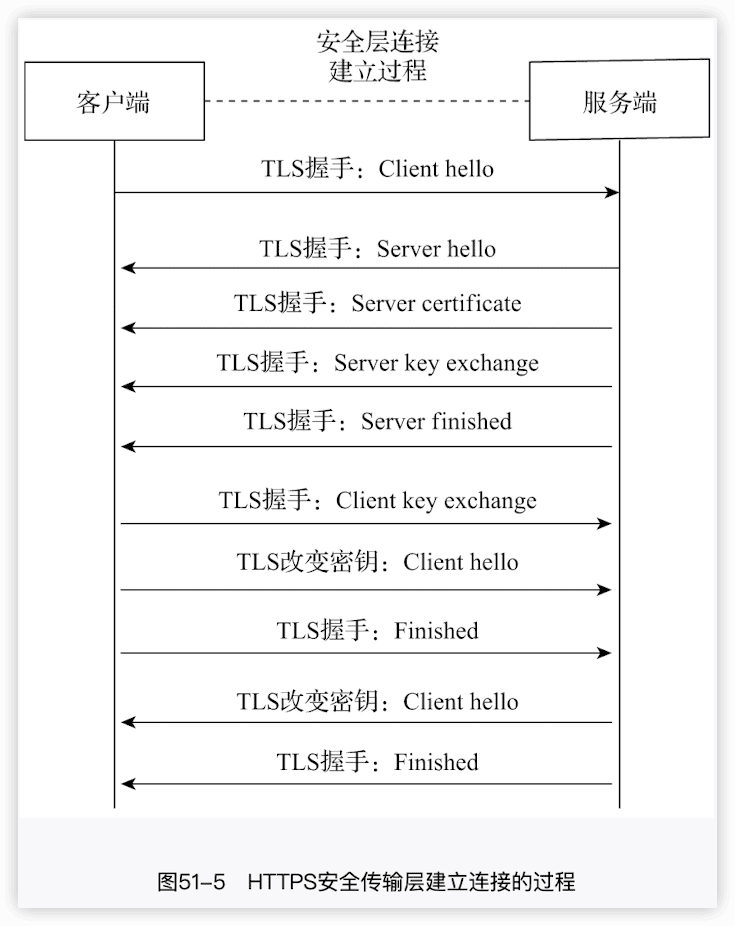 安全层连接
建立过程
客户端
服务端
TLS握手：Client hello
TLS握手：Server hello
TLS握手：Server certificate
TLS握手：Server key exchange
TLS握手：Server finished
TLS握手：Client key exchange
TLS改变密钥：Client hello
TLS握手：Finished
TLS改变密钥：Client hello
TLS握手：Finished
图51–5 HTTPS安全传输层建立连接的过程